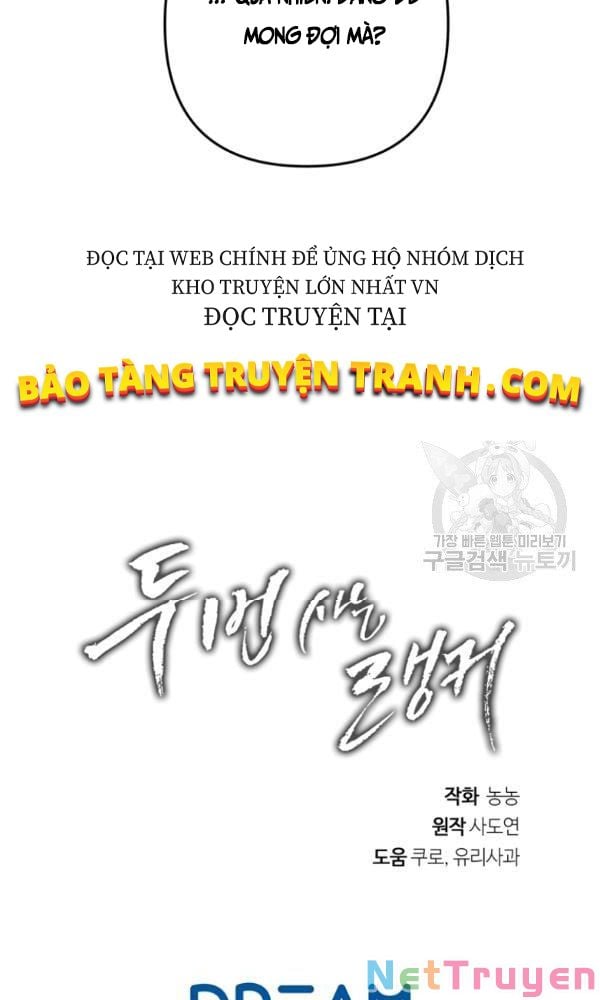 MONG ĐỢI MÀ?
ĐỌC TẠI WEB CHÍNH ĐỂ ỦNG HỘ NHÓM DỊCH
KHO TRUYỆN LỚN NHẤT VN
ĐỌC TRUYỆN TẠI
BẢO TÀNG TRUYỆN TRANH.COM
가장 빠른 웹툰 미리보기
구글검색 뉴토끼
두 번 사는
랭커
작화 농농
원작 사도연
도움 쿠로, 유리사과
NetTruyen
DREAM